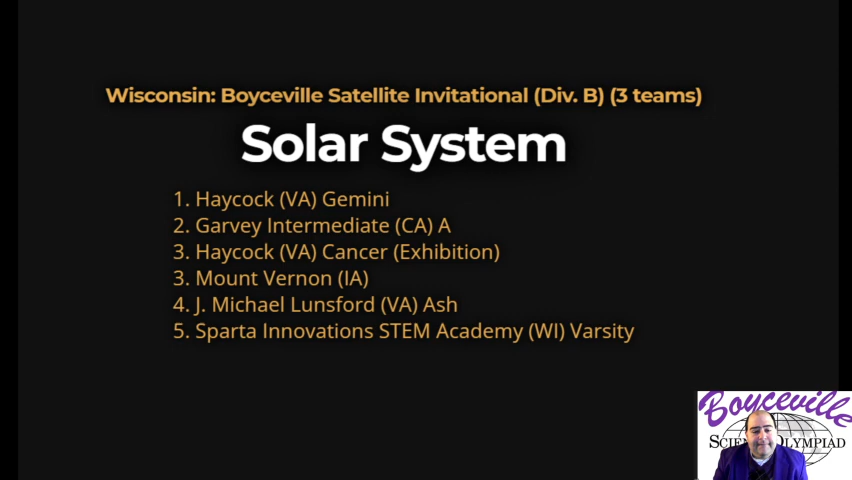 Wisconsin: Boyceville Satellite Invitational (Div. B) (3 teams)
Solar System
1. Haycock (VA) Gemini
2. Garvey Intermediate (CA) A
3. Haycock (VA) Cancer (Exhibition)
3. Mount Vernon (IA)
4. J. Michael Lunsford (VA) Ash
5. Sparta Innovations STEM Academy (WI) Varsity
Boyceville